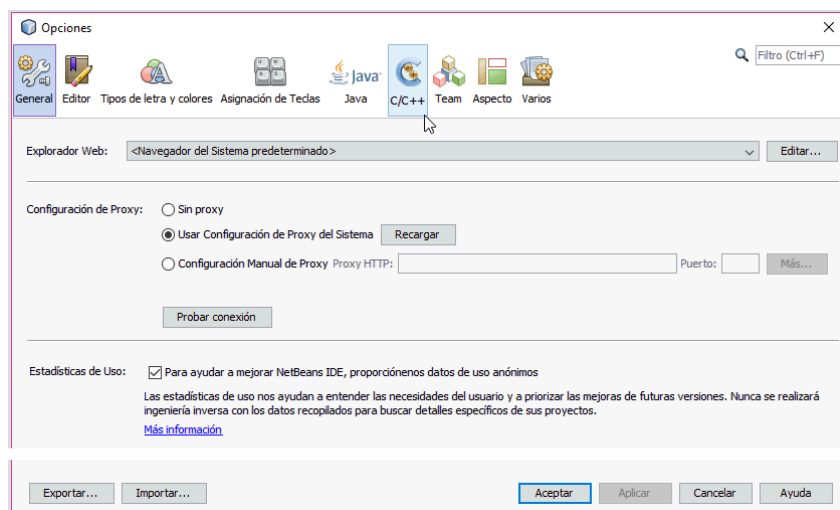 Opciones
Filtro (Ctrl+F)
General Editor Tipos de letra y colores Asignación de Teclas Java C/C++ Team Aspecto Varios
Explorador Web: <Navegador del Sistema predeterminado> Editar...
Configuración de Proxy: Sin proxy
Usar Configuración de Proxy del Sistema Recargar
Configuración Manual de Proxy Proxy HTTP: Puerto: Más...
Probar conexión
Estadísticas de Uso: Para ayudar a mejorar NetBeans IDE, proporciónenos datos de uso anónimos
Las estadísticas de uso nos ayudan a entender las necesidades del usuario y a priorizar las mejoras de futuras versiones. Nunca se realizará
ingeniería inversa con los datos recopilados para buscar detalles específicos de sus proyectos.
Más información
Exportar... Importar... Aceptar Aplicar Cancelar Ayuda